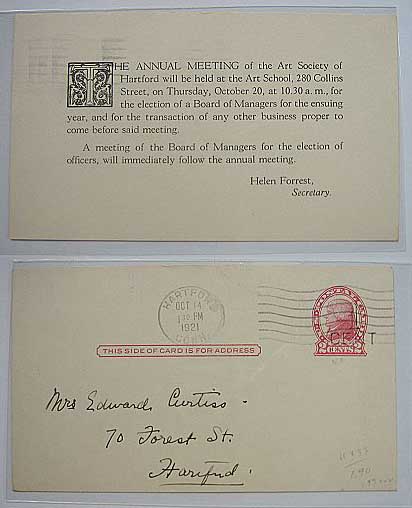 THE ANNUAL MEETING of the Art Society of
Hartford will be held at the Art School, 280 Collins
Street, on Thursday, October 20, at 10.30 a. m., for
the election of a Board of Managers for the ensuing
year, and for the transaction of any other business proper to
come before said meeting.
A meeting of the Board of Managers for the election of
officers, will immediately follow the annual meeting.
Helen Forrest,
Secretary.
HARTFORD
OCT 14
PM
1921
CONN.
CENT
CENTS
THIS SIDE OF CARD IS FOR ADDRESS
Mrs Edward Curtiss -
70 Forest St.
Hartford.